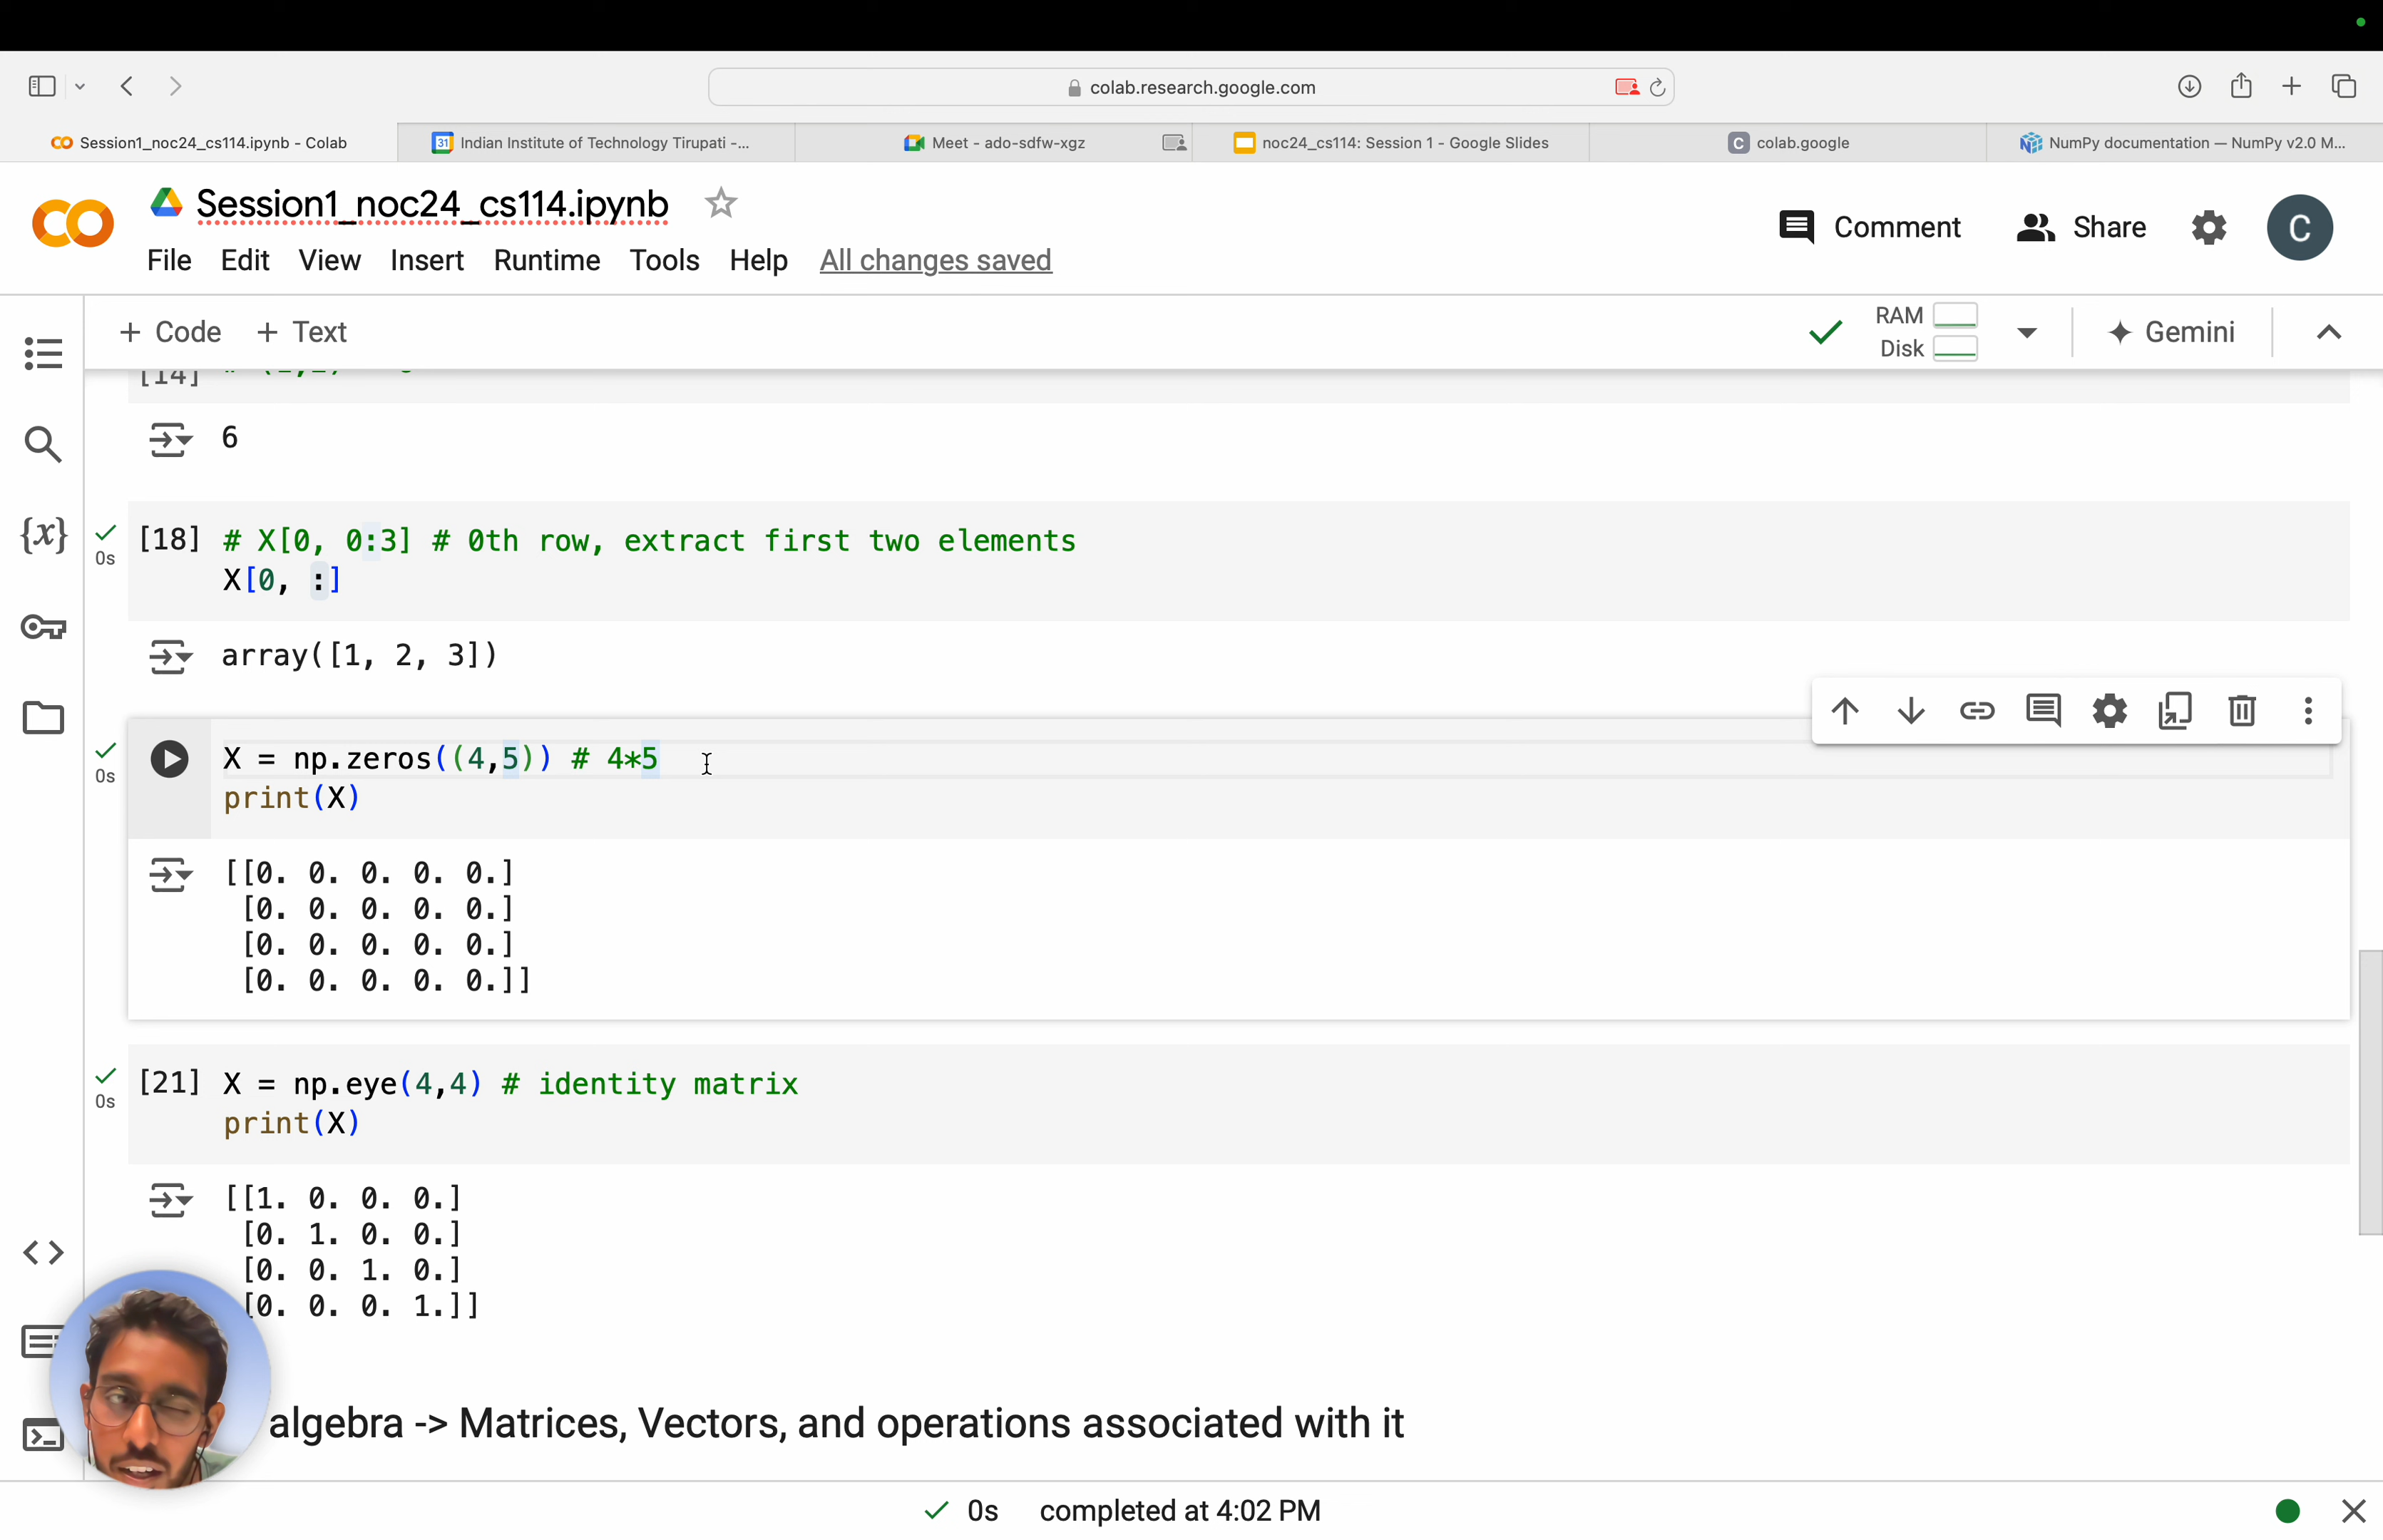 colab.research.google.com
Session1_noc24_cs114.ipynb - Colab
31 Indian Institute of Technology Tirupati -...
Meet - ado-sdfw-xgz
noc24_cs114: Session 1 - Google Slides
C colab.google
NumPy documentation — NumPy v2.0 M...
Session1_noc24_cs114.ipynb
Comment
Share
C
File Edit View Insert Runtime Tools Help All changes saved
+ Code + Text
RAM
Disk
Gemini
[14]
6
{x}
[18] # X[0, 0:3] # 0th row, extract first two elements
0s
X[0, :]
array([1, 2, 3])
X = np.zeros((4,5)) # 4*5
0s
print(X)
[[0. 0. 0. 0. 0.]
[0. 0. 0. 0. 0.]
[0. 0. 0. 0. 0.]
[0. 0. 0. 0. 0.]]
[21] X = np.eye(4,4) # identity matrix
0s
print(X)
[[1. 0. 0. 0.]
[0. 1. 0. 0.]
[0. 0. 1. 0.]
[0. 0. 0. 1.]]
algebra -> Matrices, Vectors, and operations associated with it
0s completed at 4:02 PM